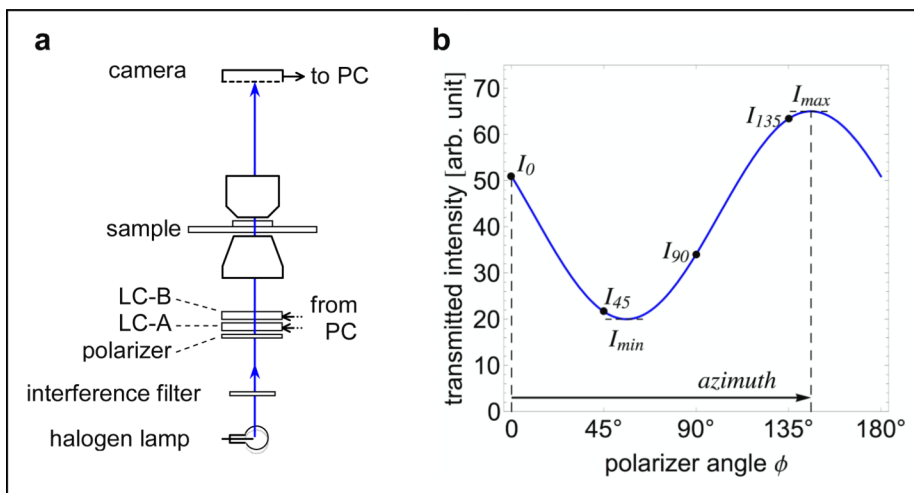 a
camera
to PC
sample
LC-B
LC-A
polarizer
from
PC
interference filter
halogen lamp
b
transmitted intensity [arb. unit]
70
60
50
40
30
20
10
0
I0
I45
Imin
I90
I135
Imax
azimuth
0 45° 90° 135° 180°
polarizer angle ϕ